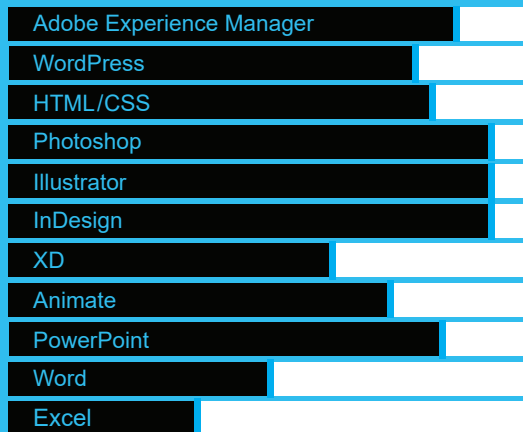 Adobe Experience Manager
WordPress
HTML/CSS
Photoshop
Illustrator
InDesign
XD
Animate
PowerPoint
Word
Excel